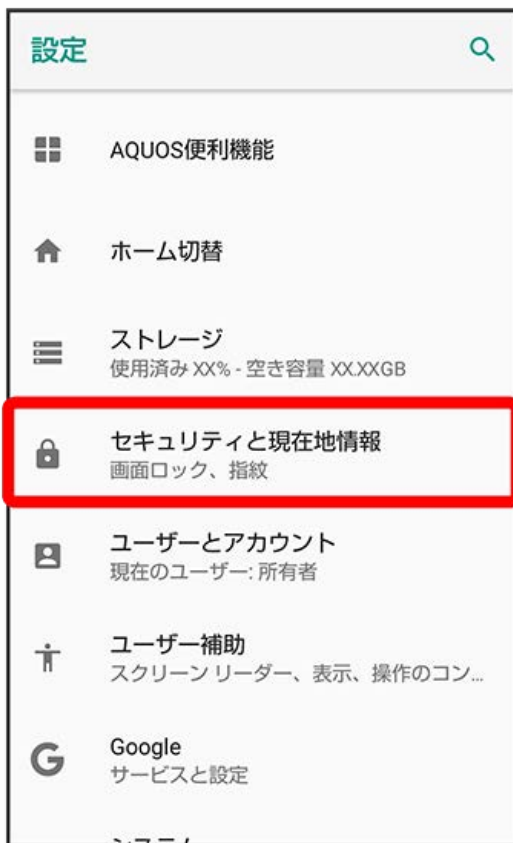 設定
AQUOS便利機能
ホーム切替
ストレージ
使用済み XX% - 空き容量 XX.XXGB
セキュリティと現在地情報
画面ロック、指紋
ユーザーとアカウント
現在のユーザー: 所有者
ユーザー補助
スクリーン リーダー、表示、操作のコン...
Google
サービスと設定
システム